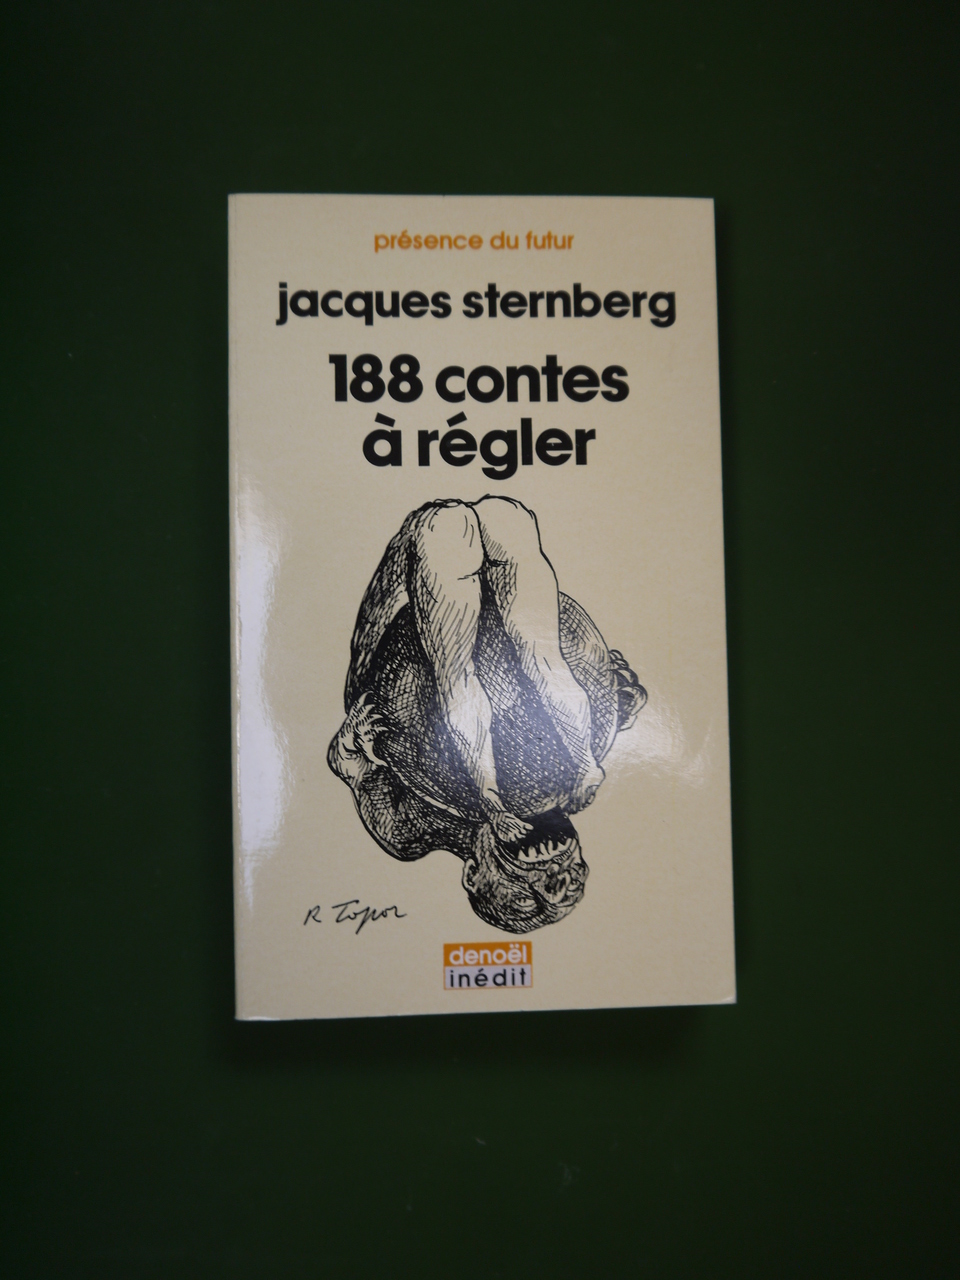 présence du futur
jacques sternberg
188 contes
à régler
R Topor
denoël
inédit